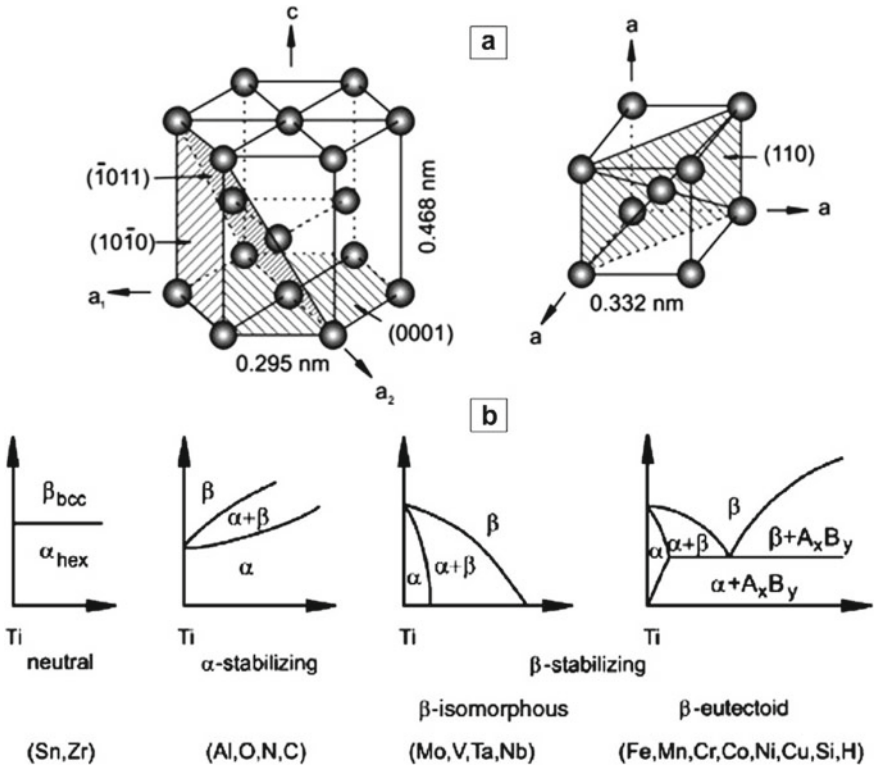 a
c
a
(1̄011)
(101̄0)
0.468 nm
(110)
a
a₁
(0001)
0.295 nm
a₂
a
0.332 nm
b
βbcc
αhex
Ti
neutral
(Sn,Zr)
β
α+β
α
Ti
α-stabilizing
(Al,O,N,C)
β
α
α+β
Ti
β-stabilizing
β-isomorphous
(Mo,V,Ta,Nb)
β
α
α+β
β+AₓBᵧ
α+AₓBᵧ
Ti
β-eutectoid
(Fe,Mn,Cr,Co,Ni,Cu,Si,H)